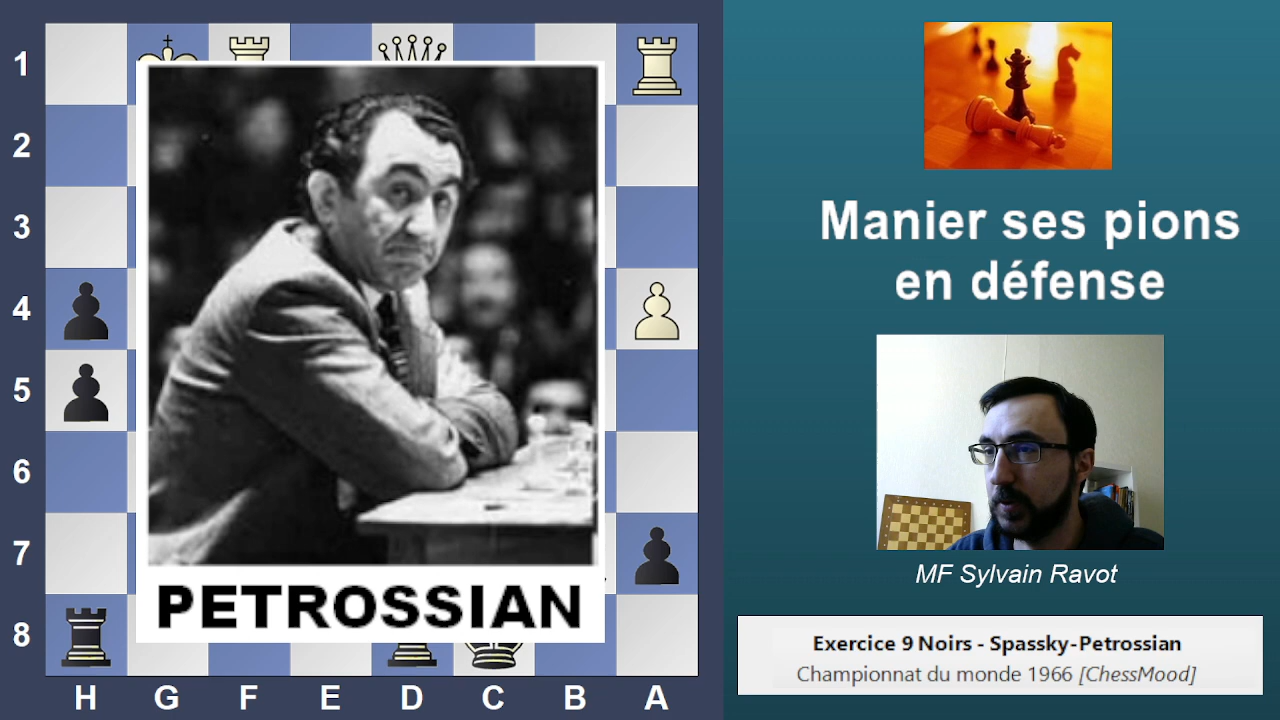 1
2
3
4
5
6
7
8
H G F E D C B A
PETROSSIAN
Manier ses pions
en défense
MF Sylvain Ravot
Exercice 9 Noirs - Spassky-Petrossian
Championnat du monde 1966 [ChessMood]